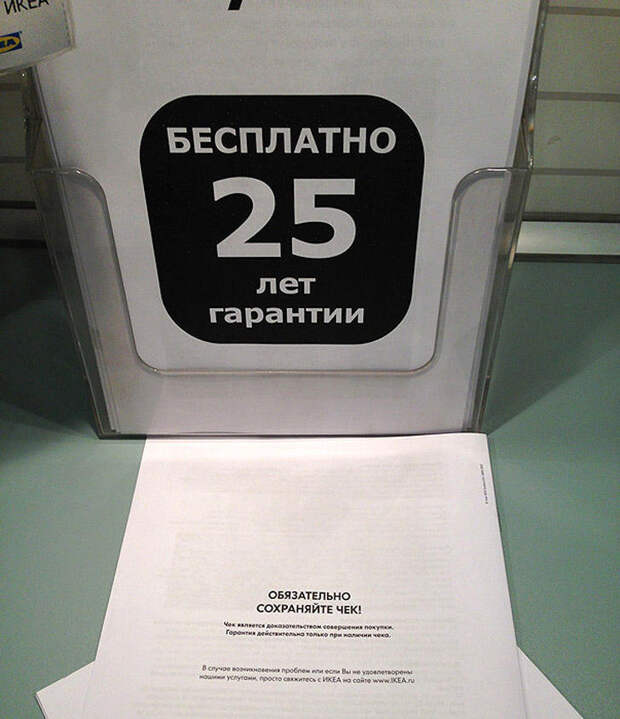 ИКЕА
БЕСПЛАТНО
25
лет
гарантии
ОБЯЗАТЕЛЬНО
СОХРАНЯЙТЕ ЧЕК!
Чек является доказательством совершения покупки.
Гарантия действительна только при наличии чека.
В случае возникновения проблем или если Вы не удовлетворены
нашими услугами, просто свяжитесь с ИКЕА на сайте www.IKEA.ru